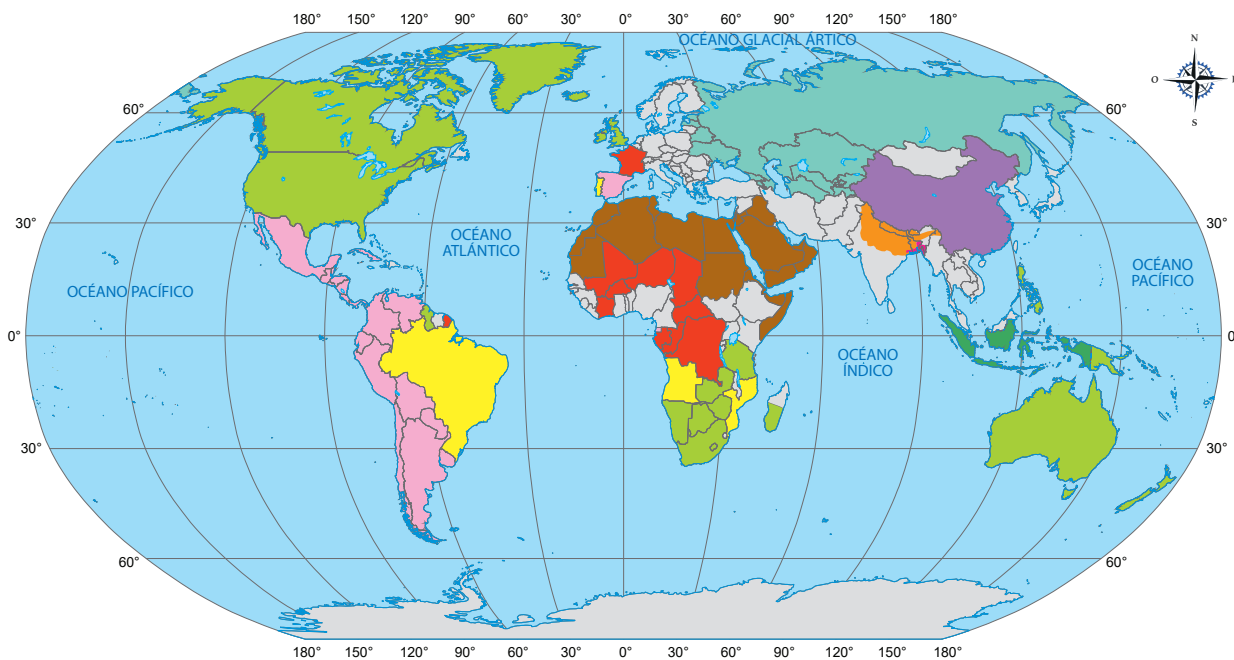 180° 150° 120° 90° 60° 30° 0° 30° 60° 90° 120° 150° 180°
OCÉANO GLACIAL ÁRTICO
N
O
E
S
60° 60°
30° 30°
OCÉANO
ATLÁNTICO
OCÉANO
PACÍFICO
OCÉANO PACÍFICO
0° 0°
OCÉANO
ÍNDICO
30° 30°
60° 60°
180° 150° 120° 90° 60° 30° 0° 30° 60° 90° 120° 150° 180°